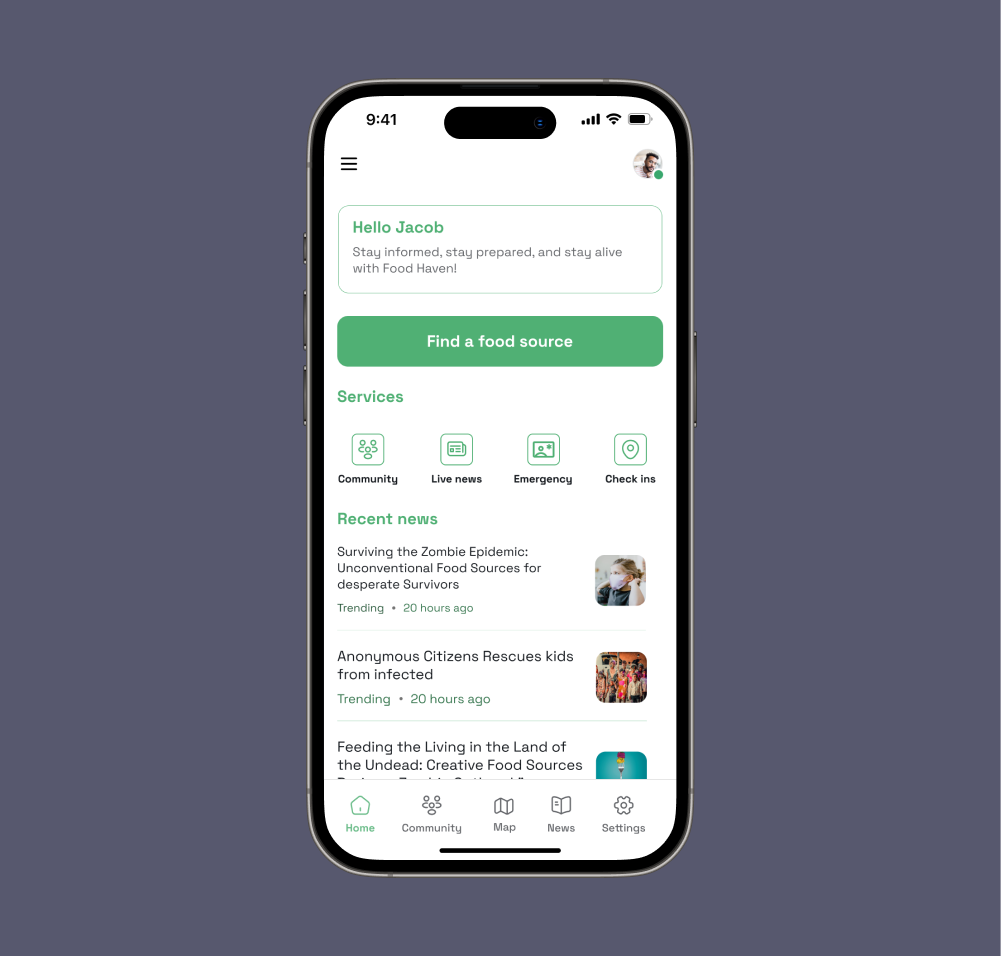 9:41
Hello Jacob
Stay informed, stay prepared, and stay alive
with Food Haven!
Find a food source
Services
Community Live news Emergency Check ins
Recent news
Surviving the Zombie Epidemic:
Unconventional Food Sources for
desperate Survivors
Trending • 20 hours ago
Anonymous Citizens Rescues kids
from infected
Trending • 20 hours ago
Feeding the Living in the Land of
the Undead: Creative Food Sources
Home Community Map News Settings